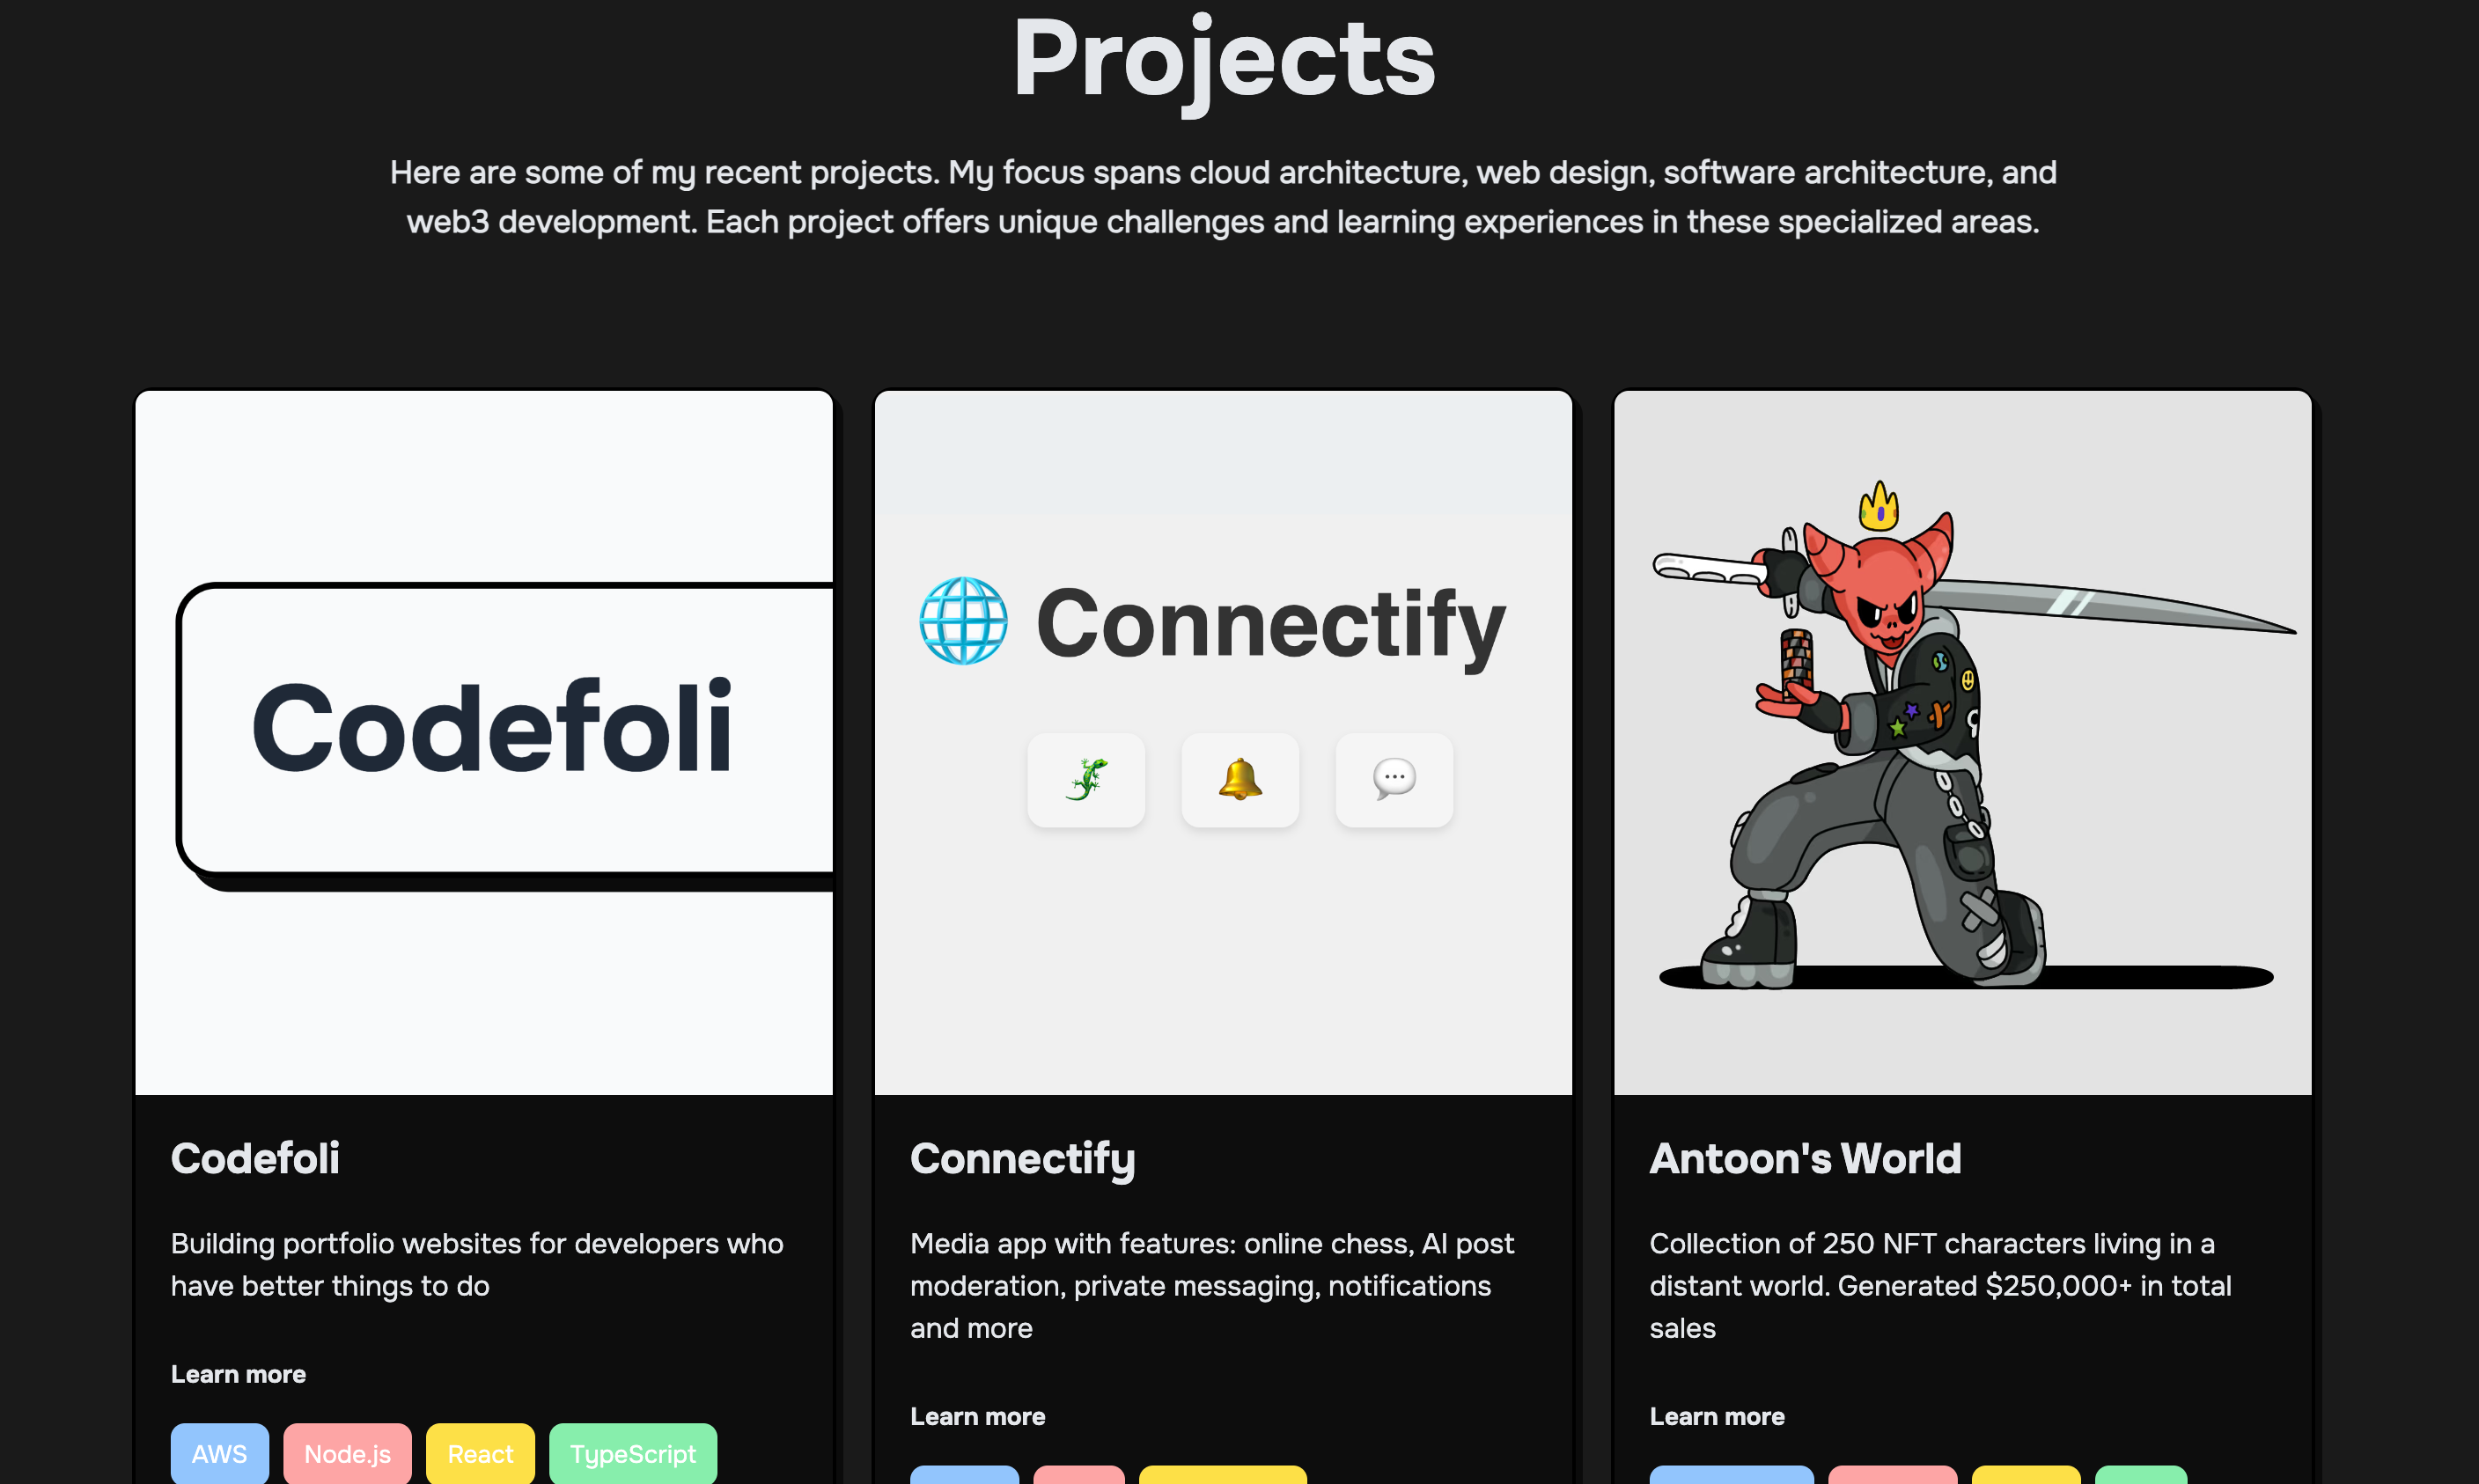 Projects
Here are some of my recent projects. My focus spans cloud architecture, web design, software architecture, and
web3 development. Each project offers unique challenges and learning experiences in these specialized areas.
Codefoli
Connectify
Codefoli
Building portfolio websites for developers who
have better things to do
Learn more
AWS Node.js React TypeScript
Connectify
Media app with features: online chess, AI post
moderation, private messaging, notifications
and more
Learn more
Antoon's World
Collection of 250 NFT characters living in a
distant world. Generated $250,000+ in total
sales
Learn more